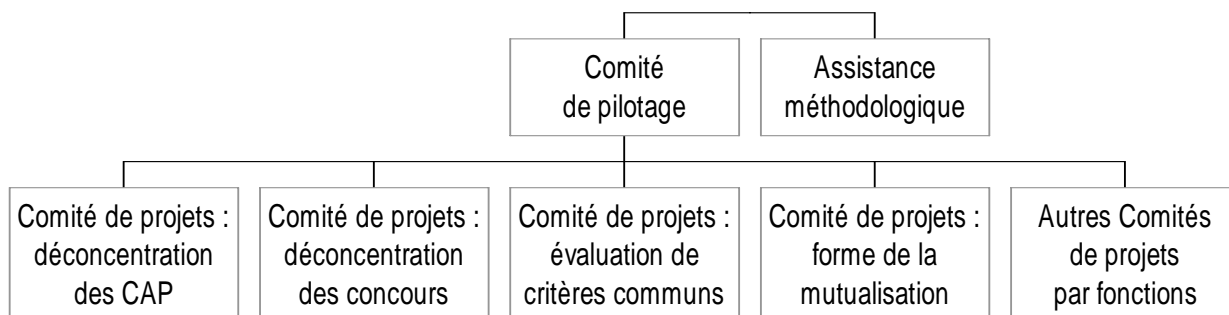 Comité
de pilotage
Assistance
méthodologique
Comité de projets :
déconcentration
des CAP
Comité de projets :
déconcentration
des concours
Comité de projets :
évaluation de
critères communs
Comité de projets :
forme de la
mutualisation
Autres Comités
de projets
par fonctions